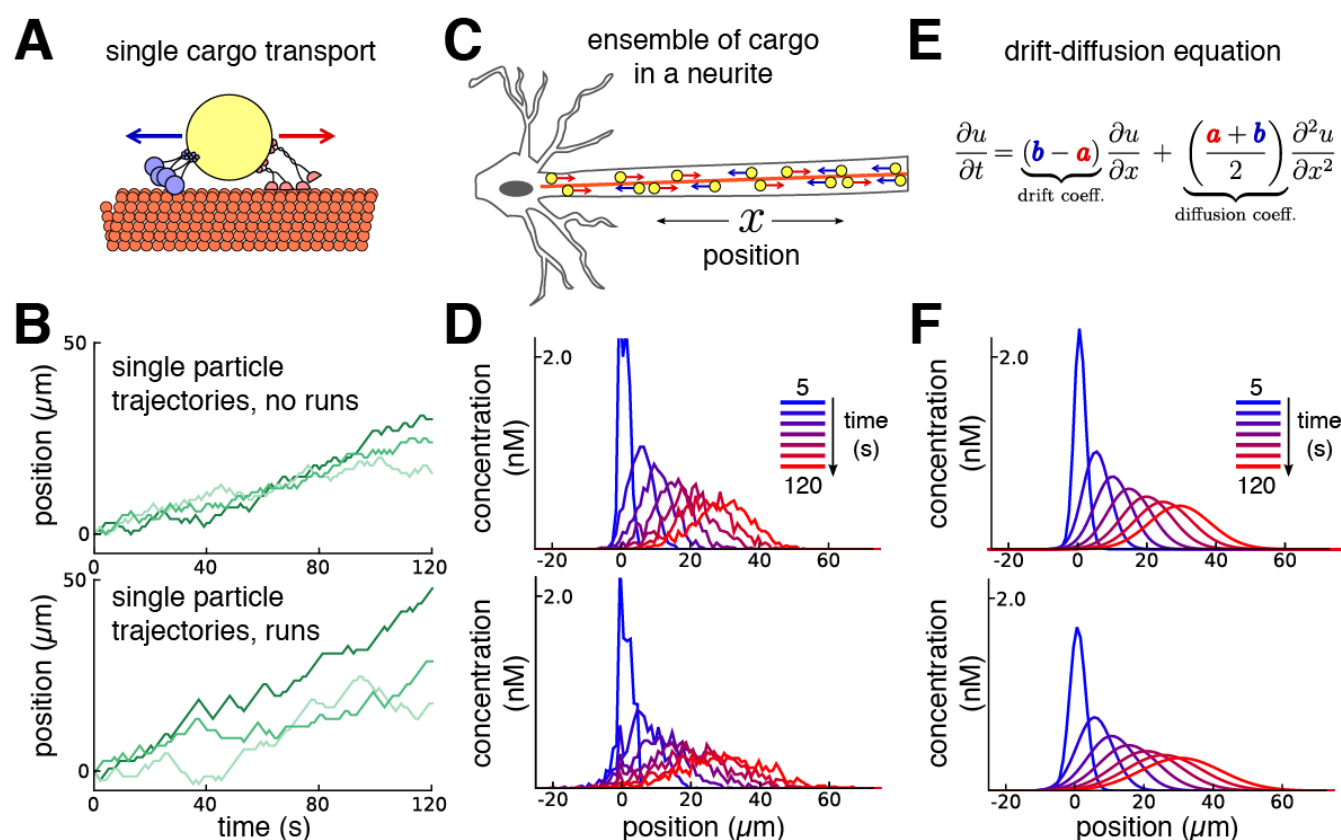 A
single cargo transport
B
50
position (µm)
0
single particle
trajectories, no runs
0
40
80
120
50
position (µm)
0
single particle
trajectories, runs
0
40
80
120
time (s)
C
ensemble of cargo
in a neurite
x
position
D
concentration
(nM)
2.0
5
time
(s)
120
-20
0
20
40
60
concentration
(nM)
2.0
-20
0
20
40
60
position (µm)
E
drift-diffusion equation
∂u/∂t = (b − a) ∂u/∂x + ((a + b)/2) ∂²u/∂x²
drift coeff.
diffusion coeff.
F
concentration
(nM)
2.0
5
time
(s)
120
-20
0
20
40
60
concentration
(nM)
2.0
-20
0
20
40
60
position (µm)